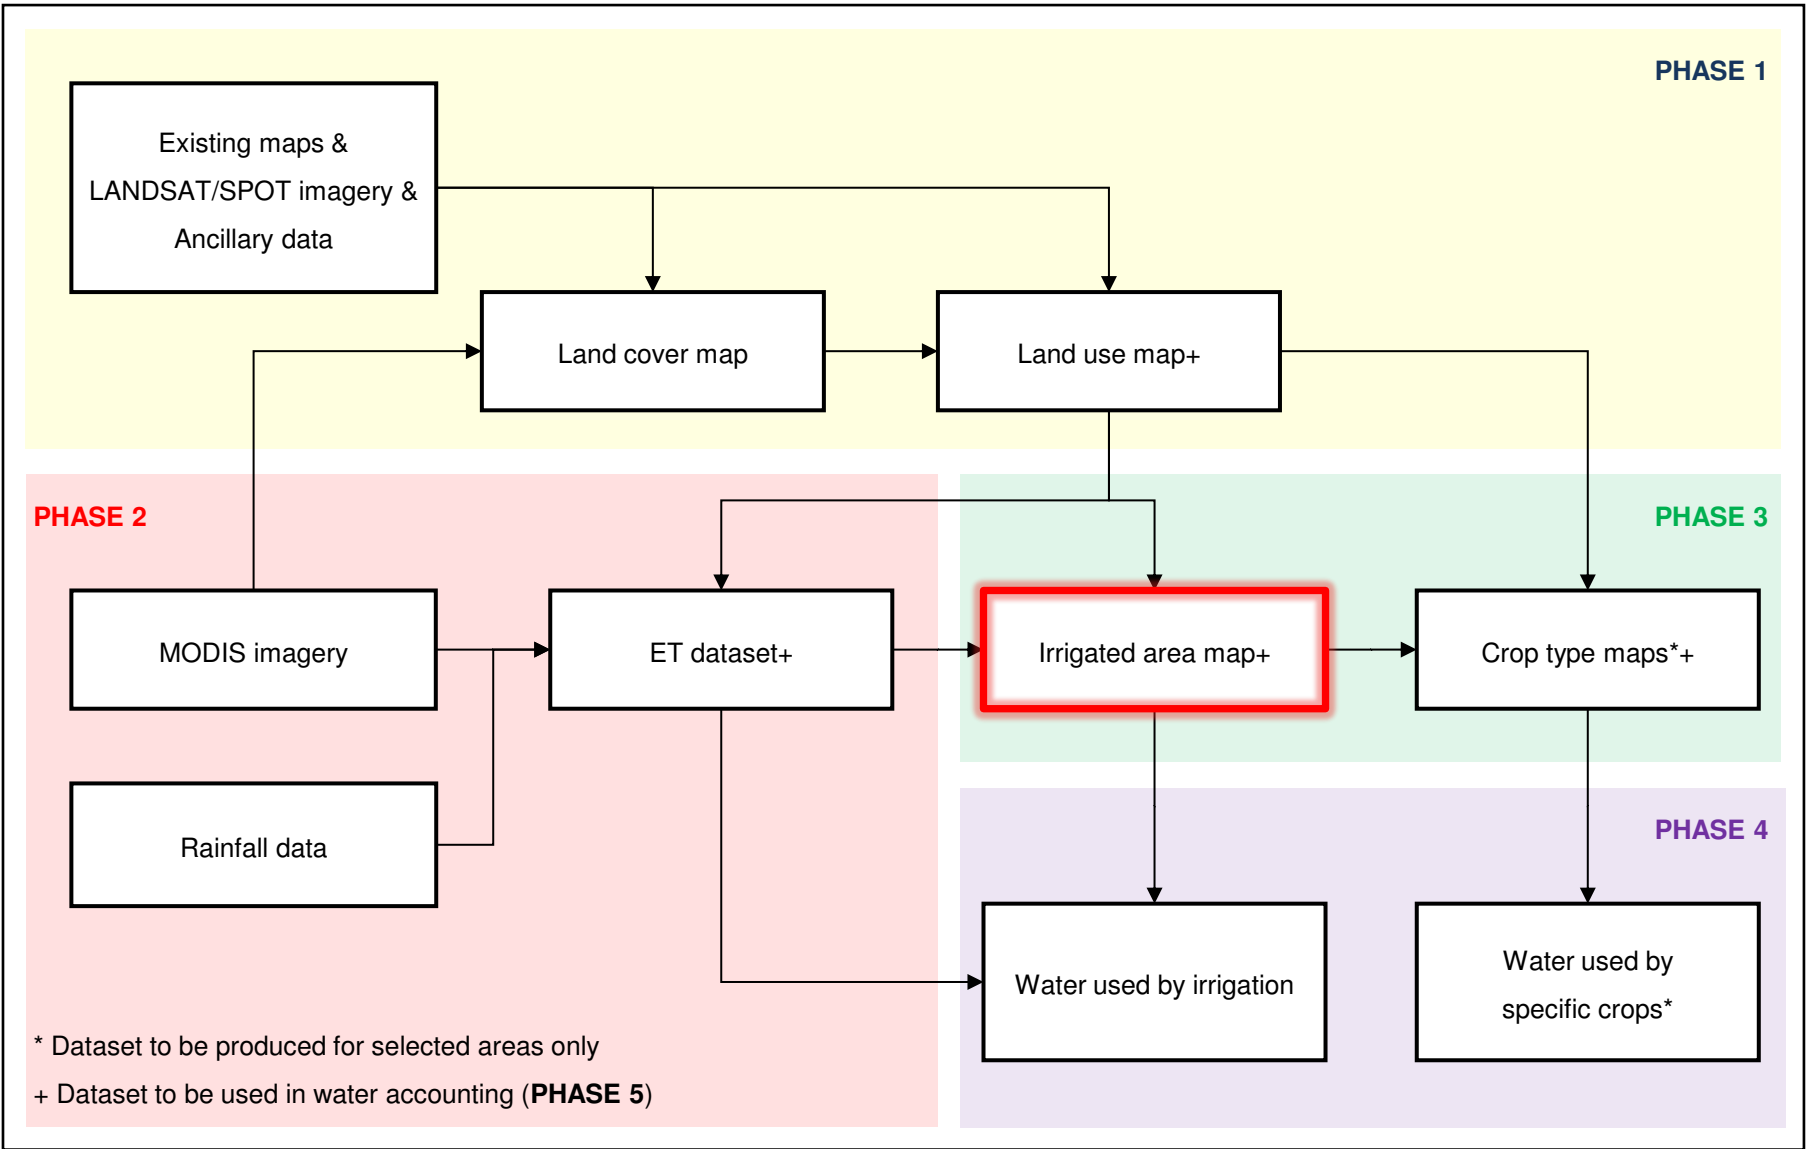 PHASE 1
Existing maps &
LANDSAT/SPOT imagery &
Ancillary data
Land cover map
Land use map+
PHASE 2
PHASE 3
MODIS imagery
ET dataset+
Irrigated area map+
Crop type maps*+
Rainfall data
PHASE 4
Water used by irrigation
Water used by
specific crops*
* Dataset to be produced for selected areas only
+ Dataset to be used in water accounting (PHASE 5)